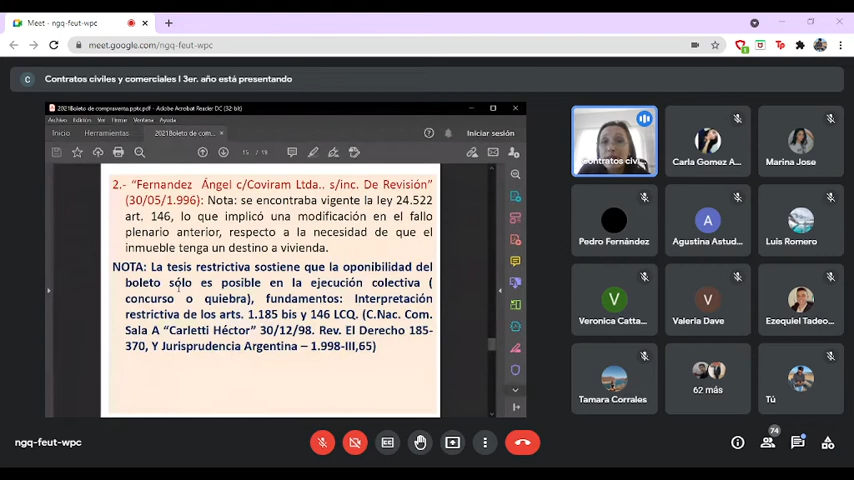 Meet - ngq-feut-wpc
meet.google.com/ngq-feut-wpc
C Contratos civiles y comerciales I 3er. año está presentando
2021Boleto de compraventa.pptx.pdf - Adobe Acrobat Reader DC (32-bit)
Archivo Edición Ver Firmar Ventana Ayuda
Inicio Herramientas 2021Boleto de com... Iniciar sesión
15 / 19
2.- “Fernandez Ángel c/Coviram Ltda.. s/inc. De Revisión”
(30/05/1.996): Nota: se encontraba vigente la ley 24.522
art. 146, lo que implicó una modificación en el fallo
plenario anterior, respecto a la necesidad de que el
inmueble tenga un destino a vivienda.
NOTA: La tesis restrictiva sostiene que la oponibilidad del
boleto sólo es posible en la ejecución colectiva (
concurso o quiebra), fundamentos: Interpretación
restrictiva de los arts. 1.185 bis y 146 LCQ. (C.Nac. Com.
Sala A “Carletti Héctor” 30/12/98. Rev. El Derecho 185-
370, Y Jurisprudencia Argentina – 1.998-III,65)
Contratos civi...
Carla Gomez A...
Marina Jose
Pedro Fernández
A
Agustina Astud...
Luis Romero
V
Veronica Catta...
Valeria Dave
Ezequiel Tadeo...
Tamara Corrales
62 más
Tú
ngq-feut-wpc
74